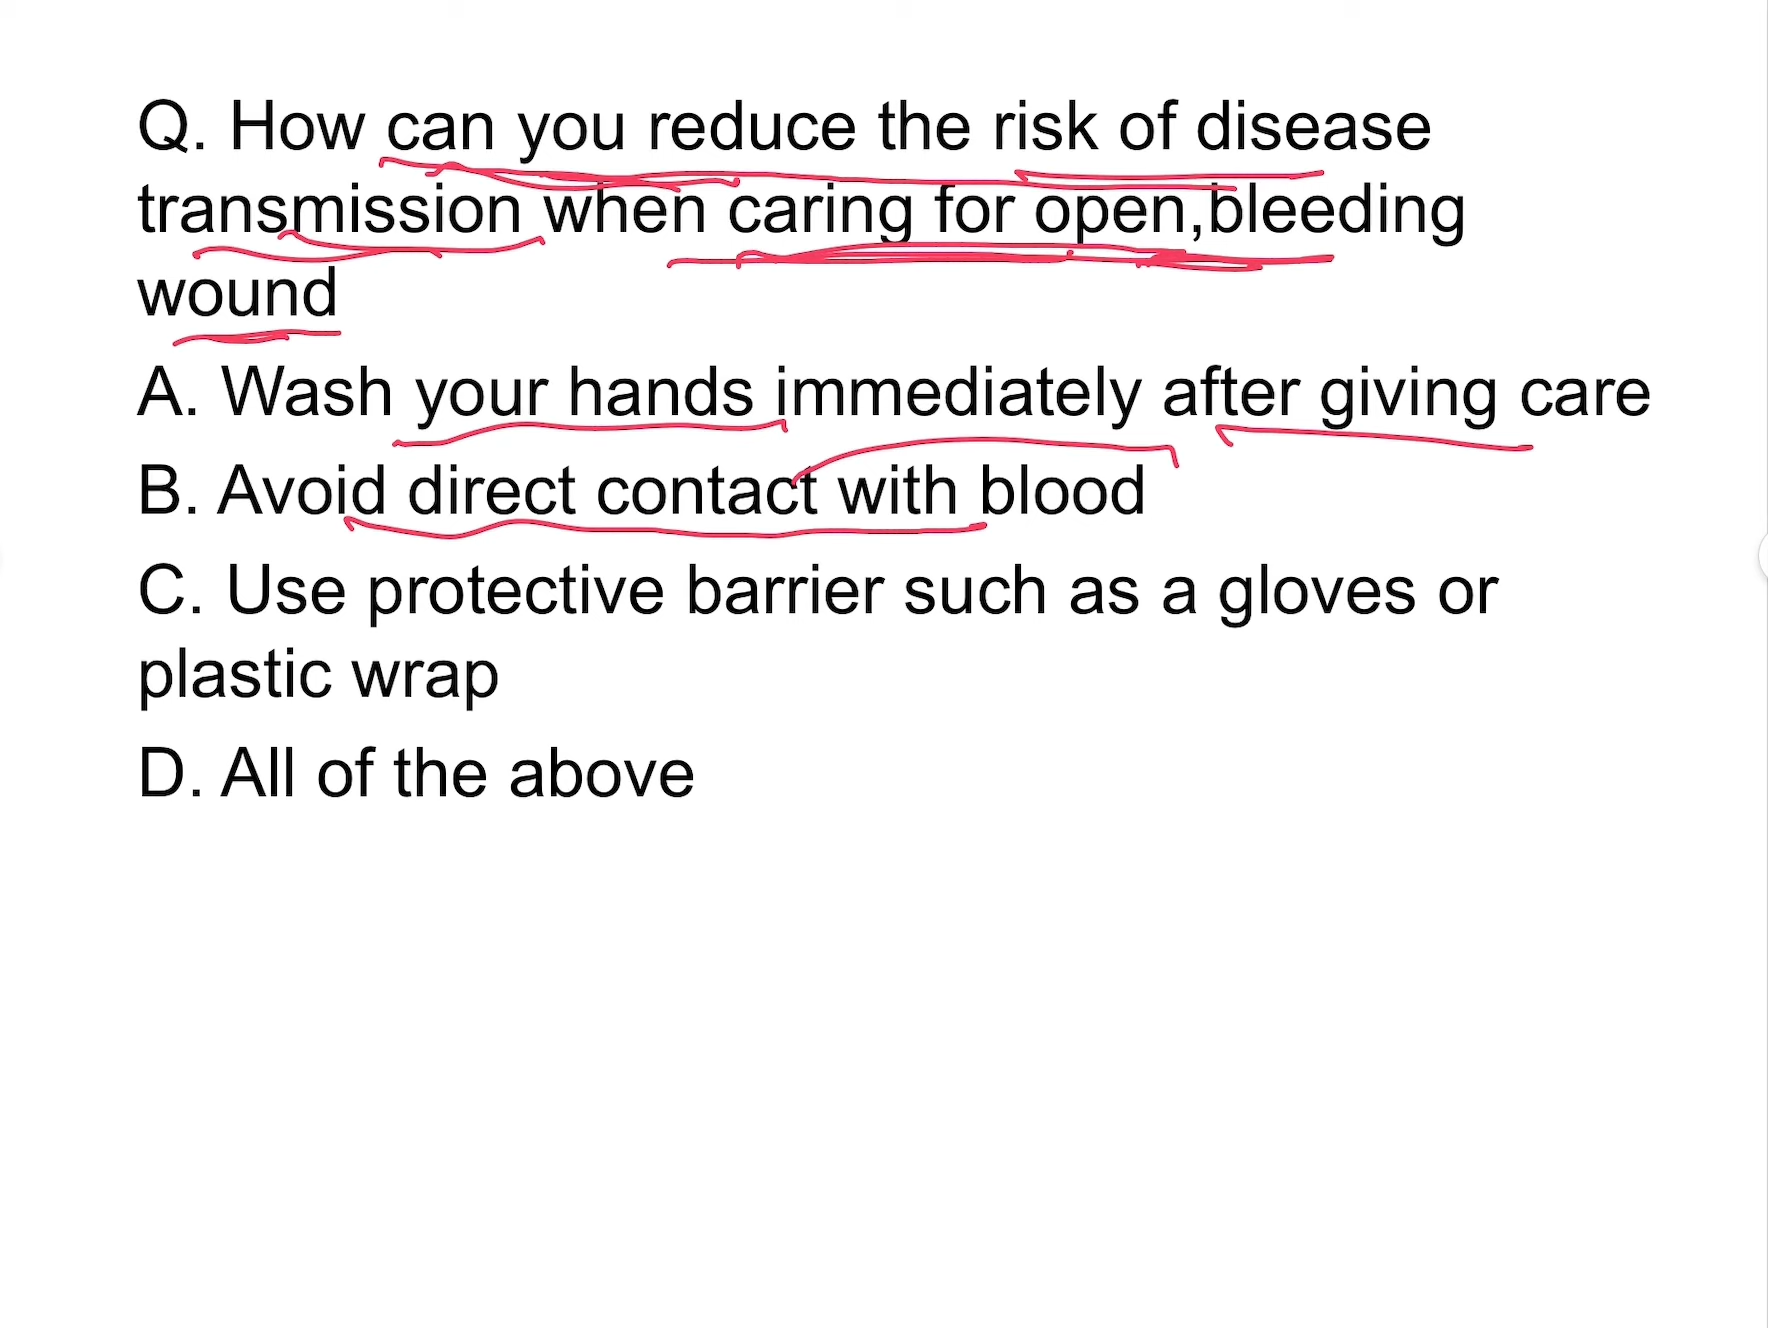 Q. How can you reduce the risk of disease
transmission when caring for open,bleeding
wound
A. Wash your hands immediately after giving care
B. Avoid direct contact with blood
C. Use protective barrier such as a gloves or
plastic wrap
D. All of the above